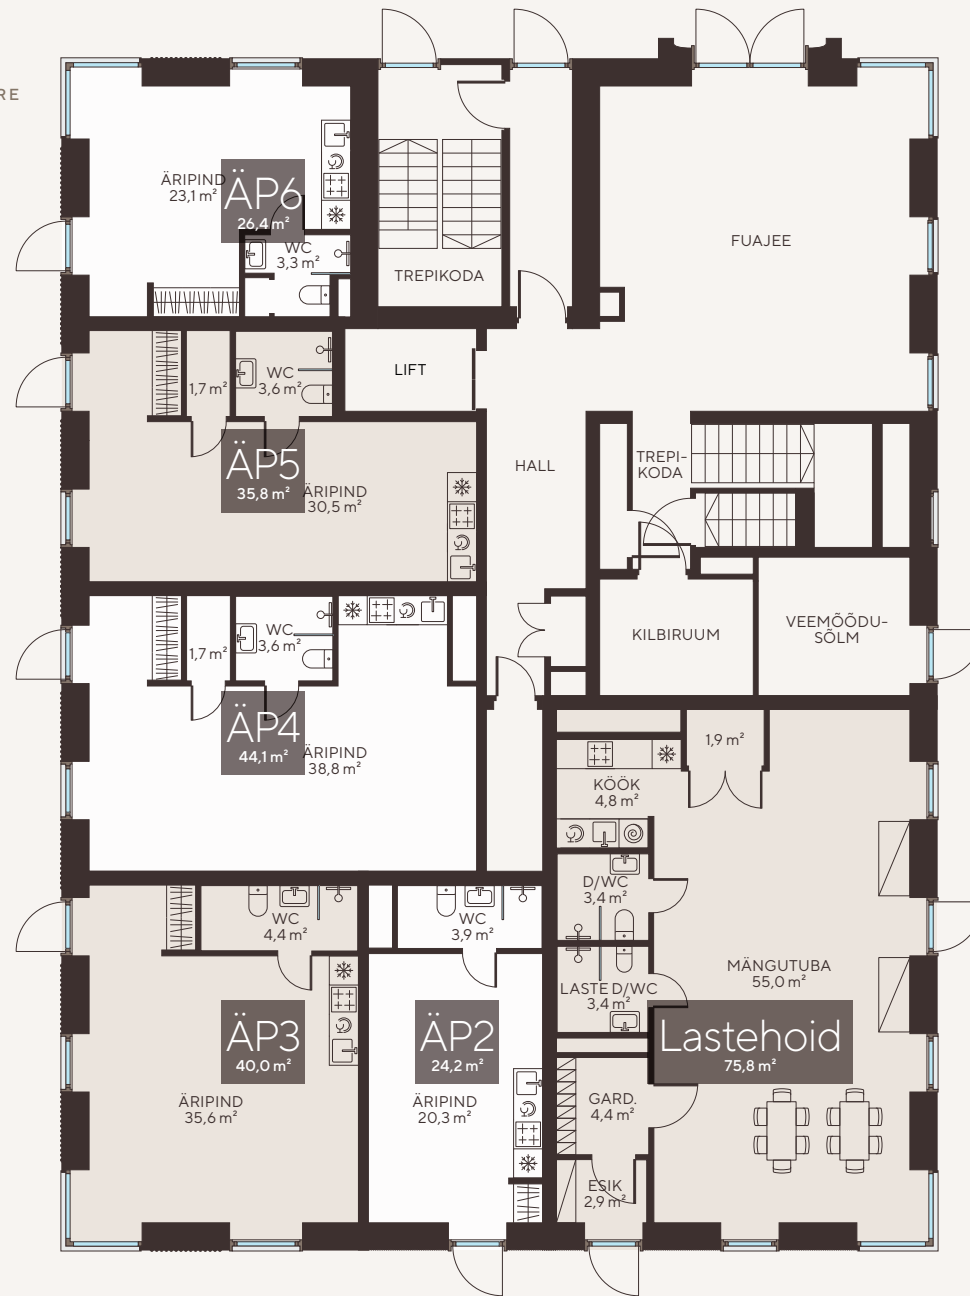 RE
ÄRIPIND
23,1 m²
ÄP6
26,4 m²
WC
3,3 m²
TREPIKODA
FUAJEE
LIFT
1,7 m²
WC
3,6 m²
ÄP5
35,8 m²
ÄRIPIND
30,5 m²
HALL
TREPI-
KODA
KILBIRUUM
VEEMÕÕDU-
SÕLM
1,7 m²
WC
3,6 m²
ÄP4
44,1 m²
ÄRIPIND
38,8 m²
1,9 m²
KÖÖK
4,8 m²
D/WC
3,4 m²
WC
4,4 m²
WC
3,9 m²
MÄNGUTUBA
55,0 m²
LASTE D/WC
3,4 m²
ÄP3
40,0 m²
ÄP2
24,2 m²
Lastehoid
75,8 m²
ÄRIPIND
35,6 m²
ÄRIPIND
20,3 m²
GARD.
4,4 m²
ESIK
2,9 m²